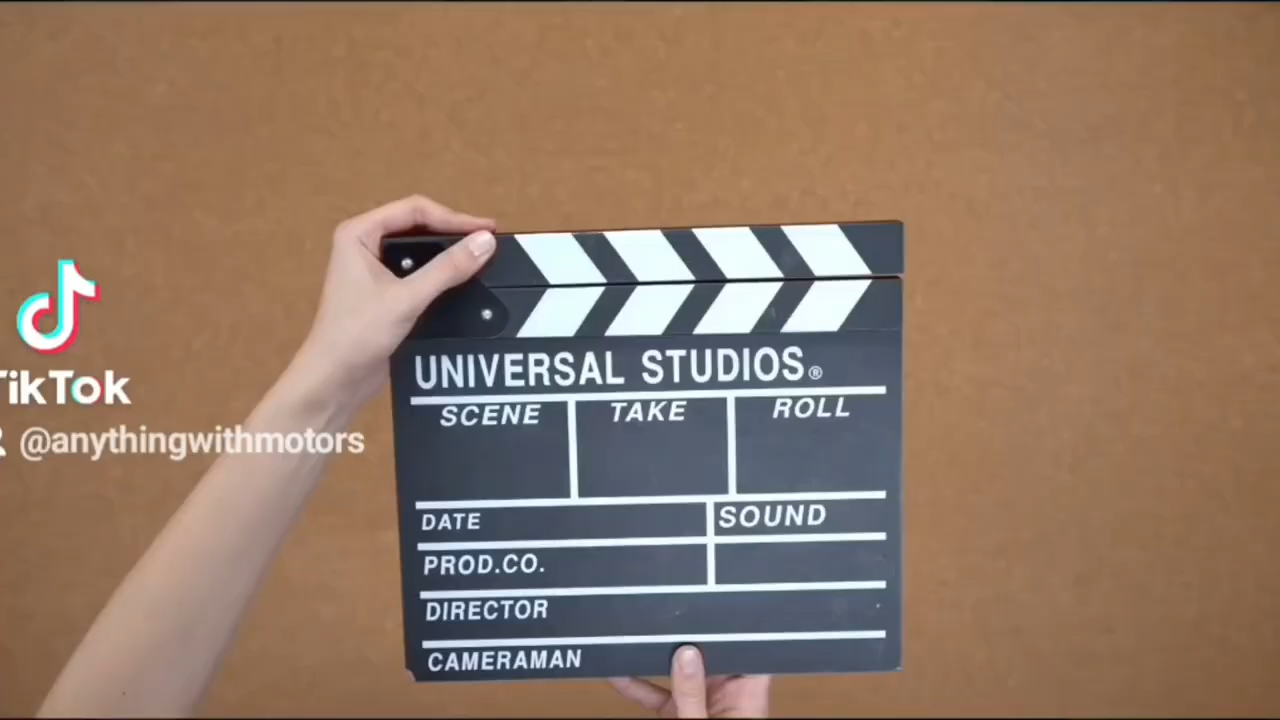 UNIVERSAL STUDIOS®
SCENE TAKE ROLL
DATE SOUND
PROD.CO.
DIRECTOR
CAMERAMAN
TikTok
@anythingwithmotors